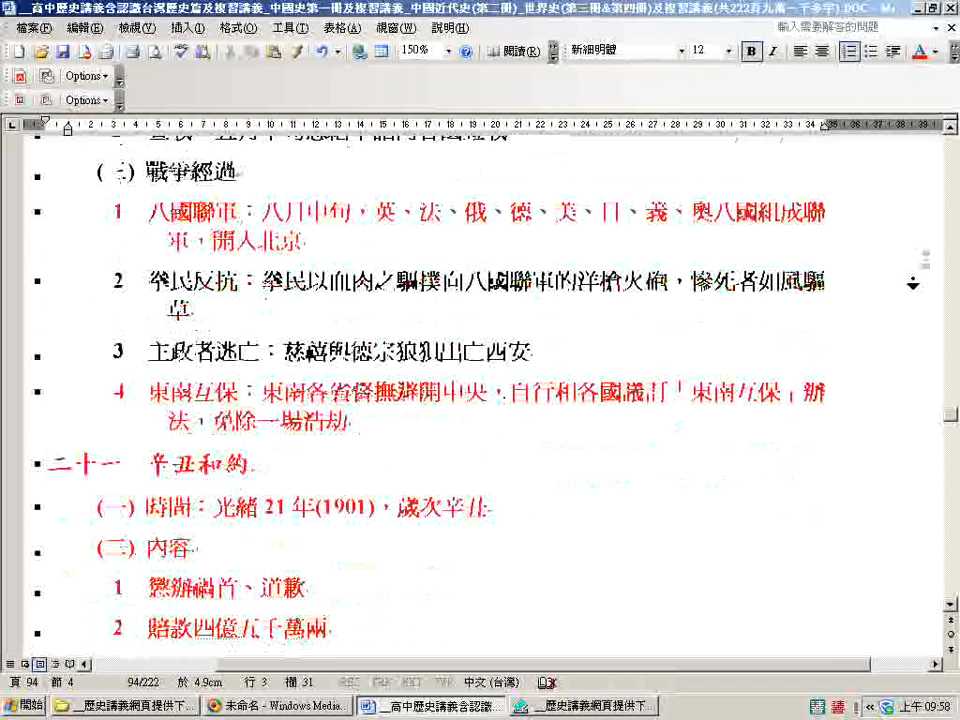 _高中歷史講義含認識台灣歷史篇及複習講義_中國史第一冊及複習講義_中國近代史(第二冊)_世界史(第三冊&第四冊)及複習講義(共222頁九萬一千多字).DOC - M
檔案(F) 編輯(E) 檢視(V) 插入(I) 格式(O) 工具(T) 表格(A) 視窗(W) 說明(H) 輸入需要解答的問題
150% 閱讀(R) 新細明體 12 B I A
Options
Options
(三) 戰爭經過
1 八國聯軍：八月中旬，英、法、俄、德、美、日、義、奧八國組成聯
軍，開入北京
2 拳民反抗：拳民以血肉之軀撲向八國聯軍的洋槍火砲，慘死者如風驅
草
3 主政者逃亡：慈禧與德宗狼狽出亡西安
4 東南互保：東南各省督撫避開中央，自行和各國議訂「東南互保」辦
法，免除一場浩劫
二十一 辛丑和約
(一) 時間：光緒 21 年(1901)，歲次辛丑
(二) 內容
1 懲辦禍首、道歉
2 賠款四億五千萬兩
頁 94 節 4 94/222 於 4.9cm 行 3 欄 31 中文 (台灣)
開始 _歷史講義網頁提供下... 未命名 - Windows Media... _高中歷史講義含認識... _歷史講義網頁提供下... 上午 09:58